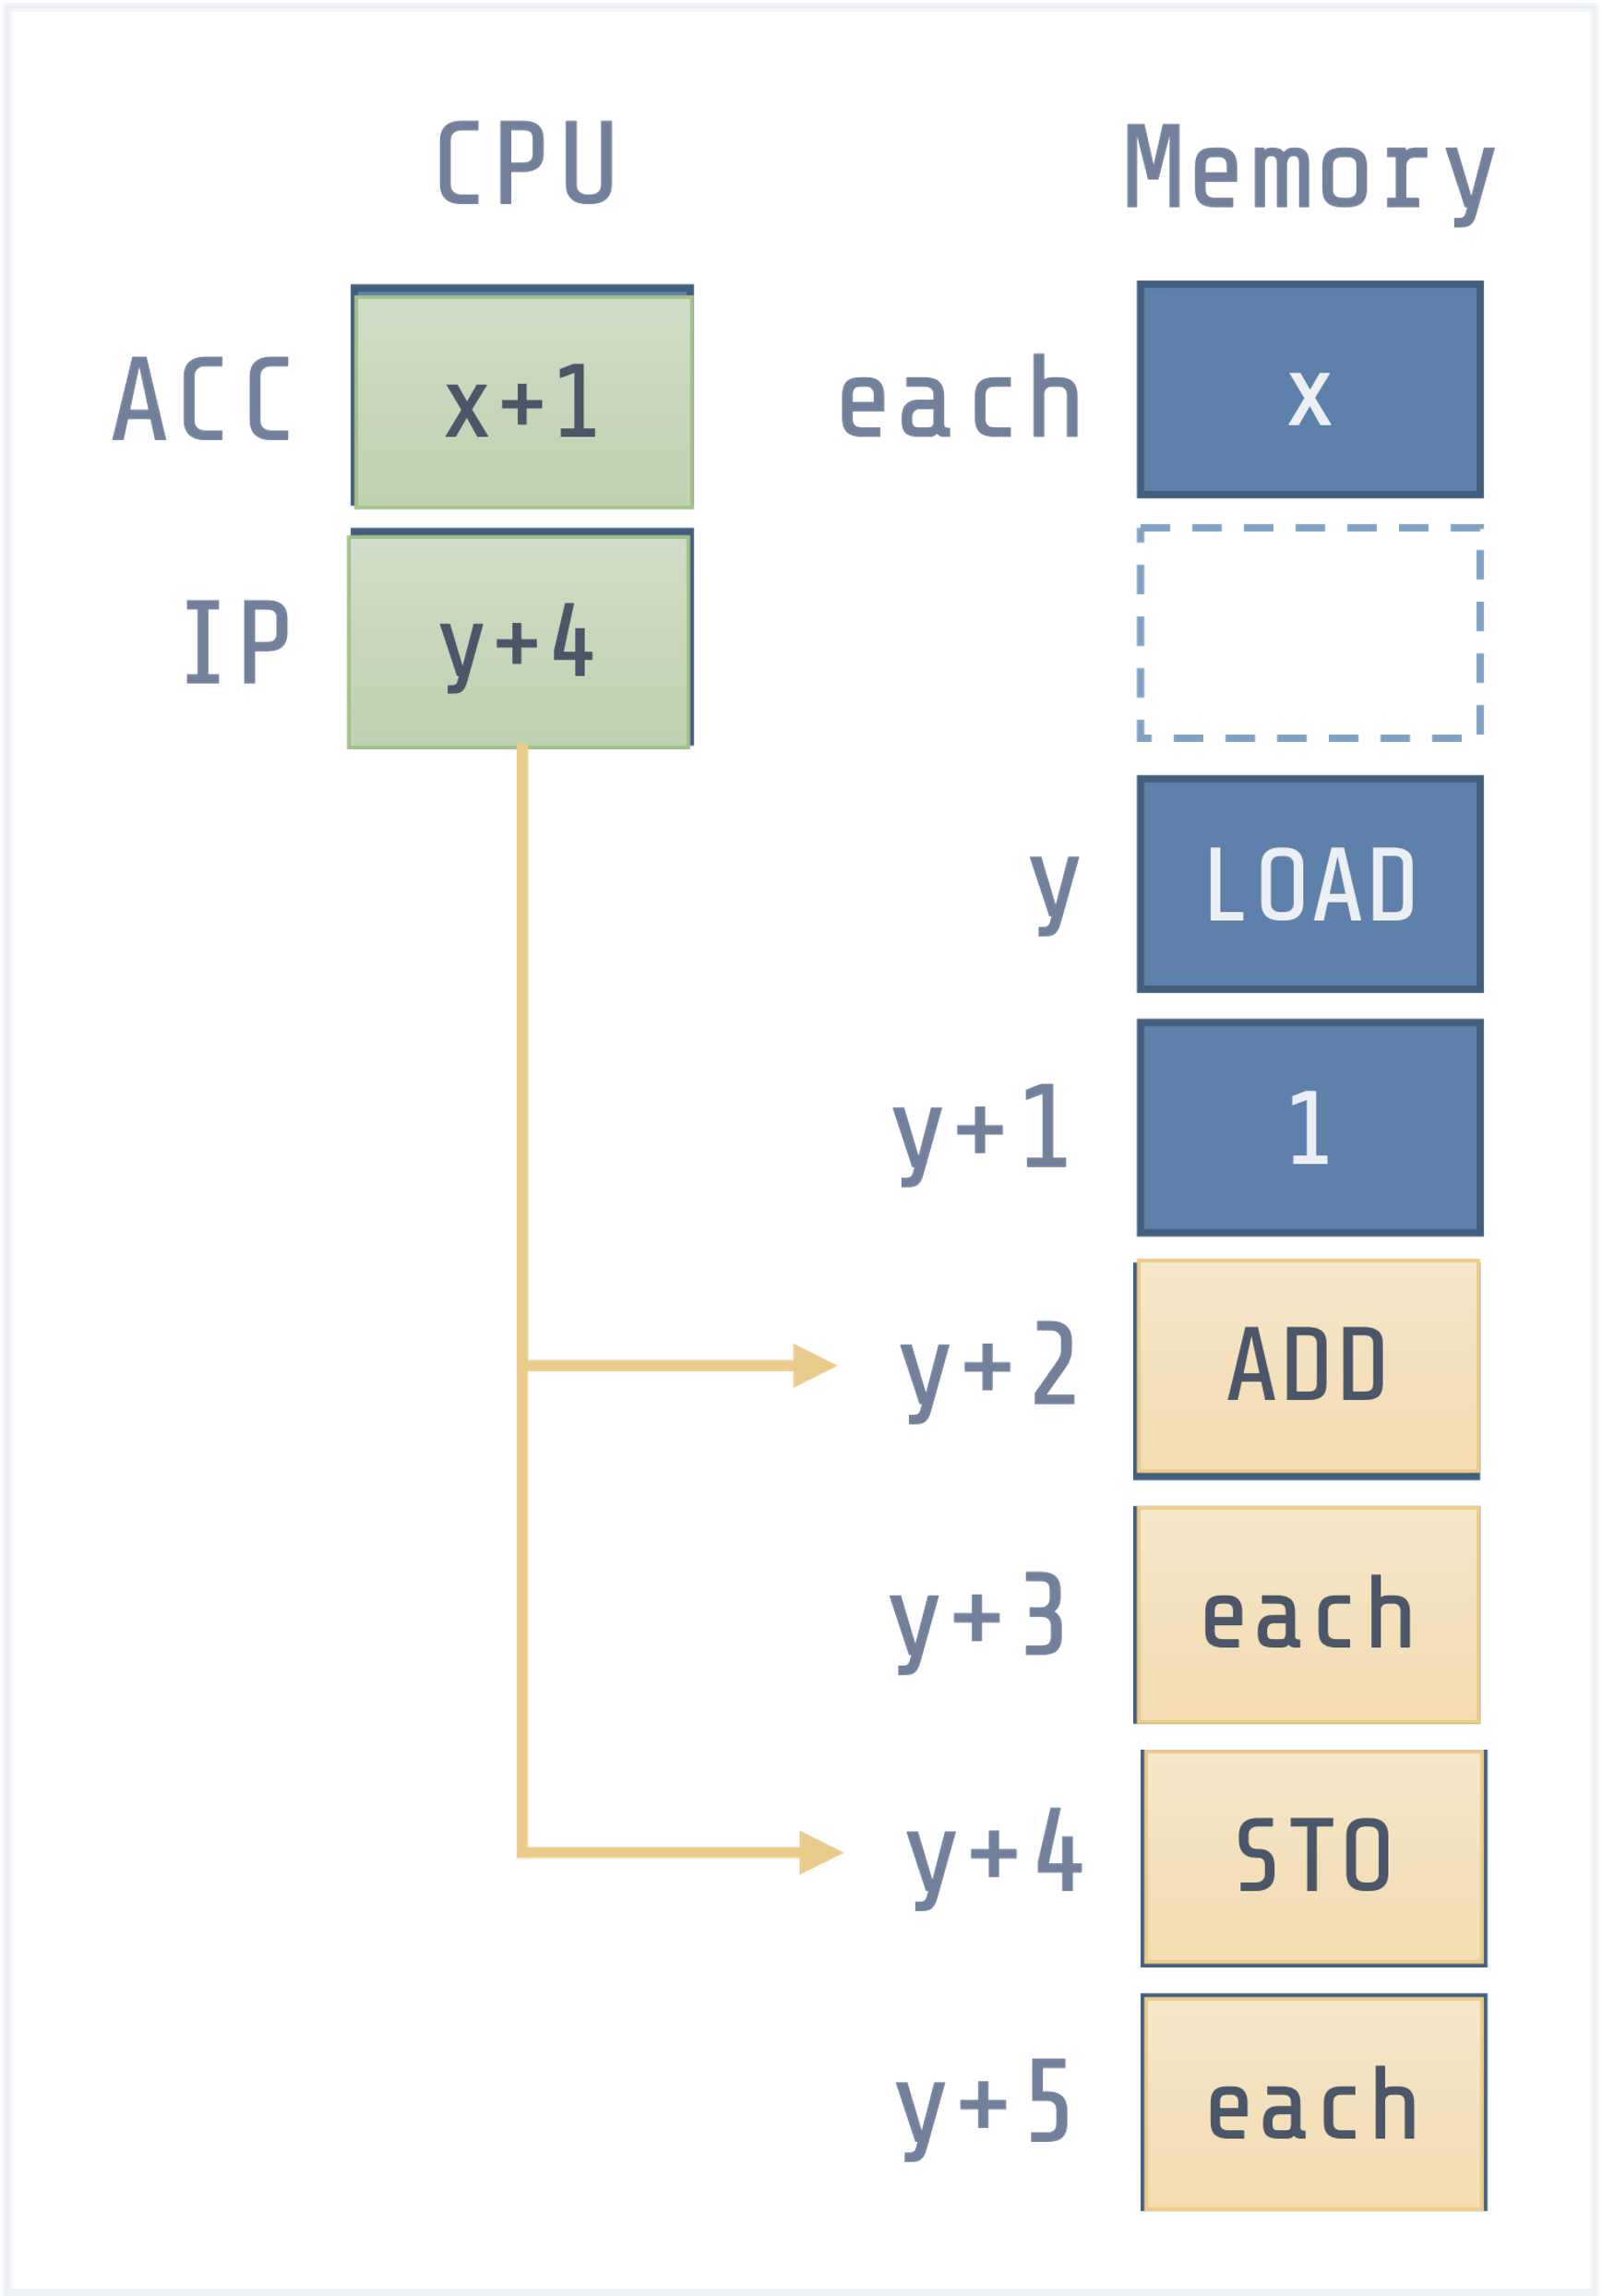 CPU Memory
ACC x+1 each x
IP y+4
y LOAD
y+1 1
y+2 ADD
y+3 each
y+4 STO
y+5 each